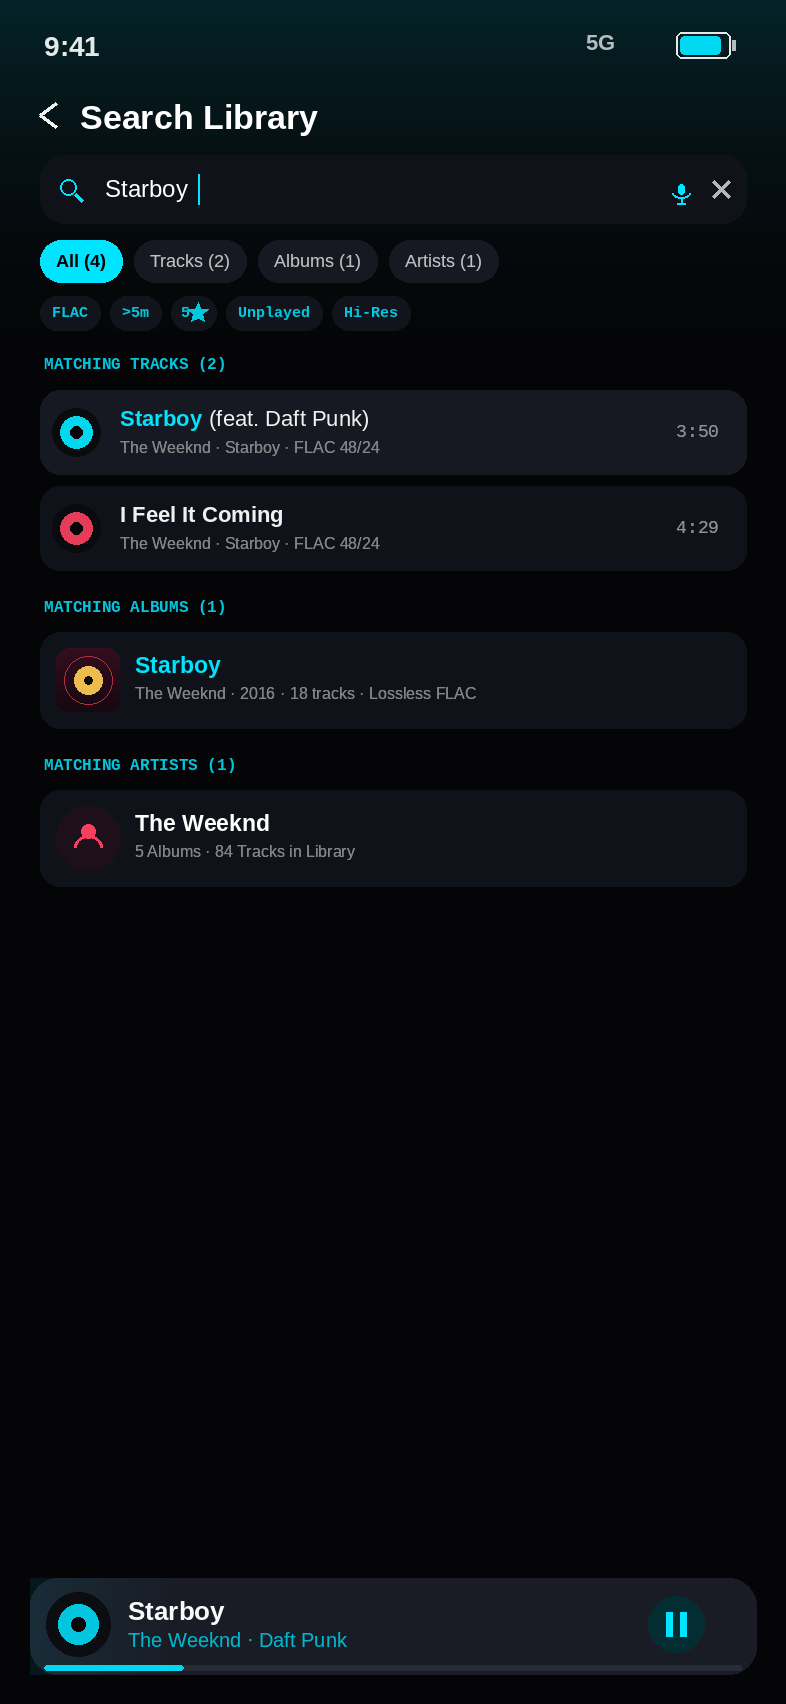 9:41
5G
Search Library
Starboy
All (4) Tracks (2) Albums (1) Artists (1)
FLAC >5m 5★ Unplayed Hi-Res
MATCHING TRACKS (2)
Starboy (feat. Daft Punk)
The Weeknd · Starboy · FLAC 48/24
3:50
I Feel It Coming
The Weeknd · Starboy · FLAC 48/24
4:29
MATCHING ALBUMS (1)
Starboy
The Weeknd · 2016 · 18 tracks · Lossless FLAC
MATCHING ARTISTS (1)
The Weeknd
5 Albums · 84 Tracks in Library
Starboy
The Weeknd · Daft Punk